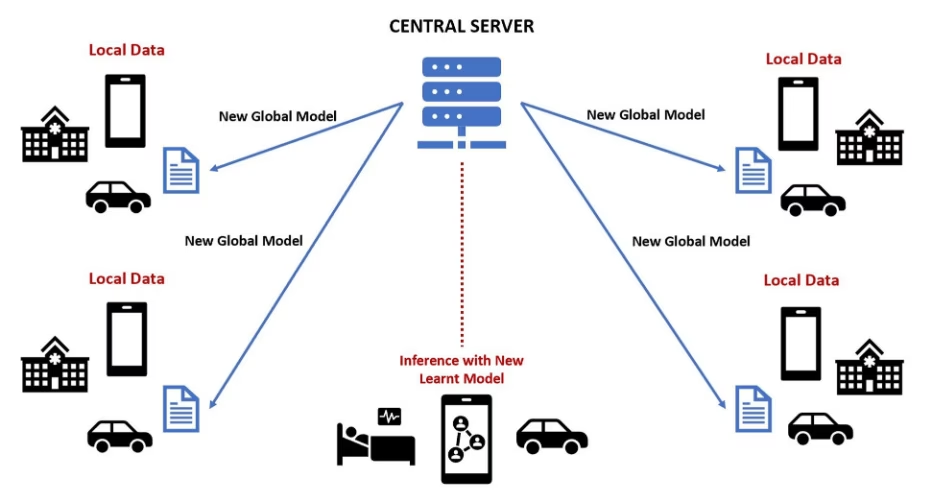 CENTRAL SERVER
Local Data
Local Data
New Global Model
New Global Model
New Global Model
New Global Model
Local Data
Local Data
Inference with New
Learnt Model